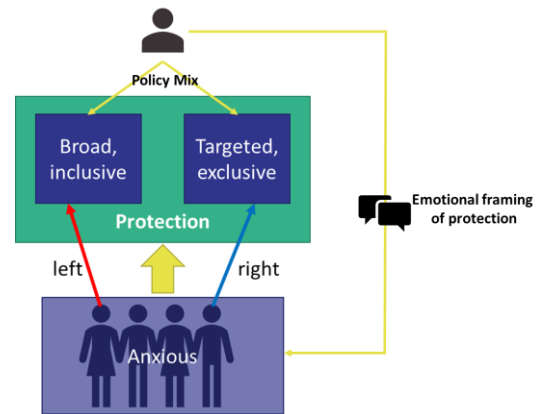 Policy Mix
Broad,
inclusive
Targeted,
exclusive
Protection
Emotional framing
of protection
left
right
Anxious